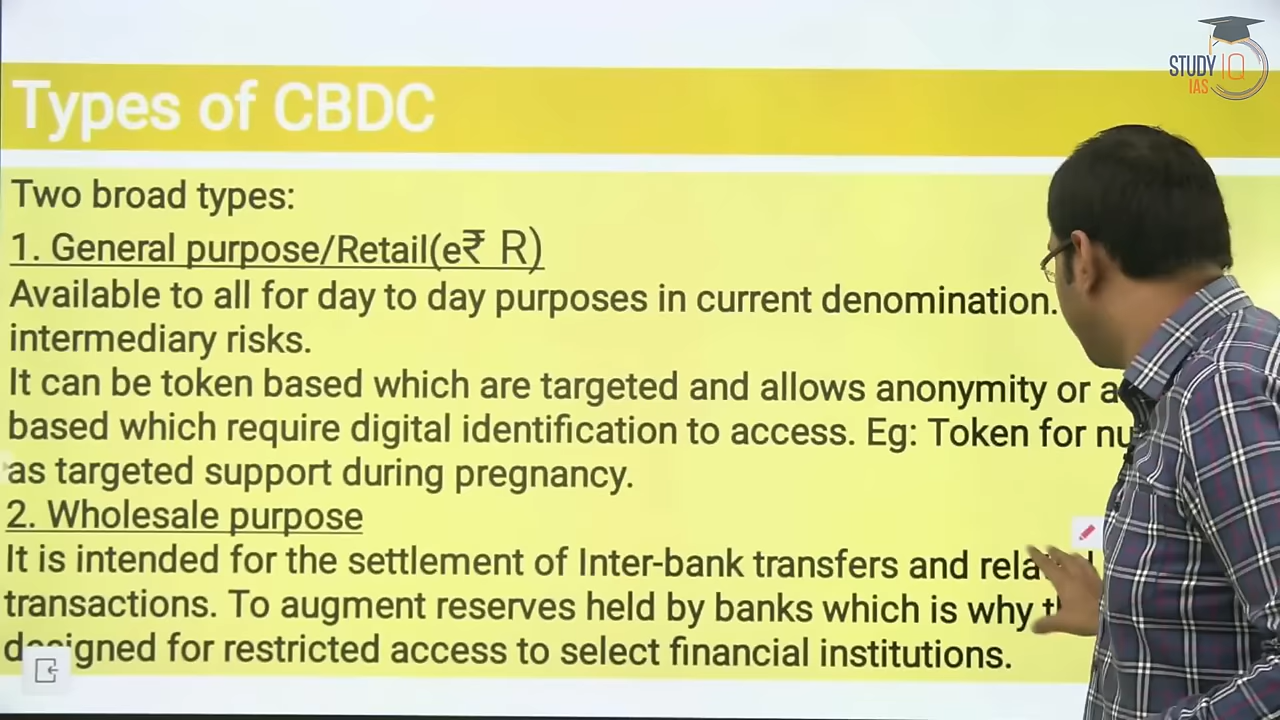 STUDY IQ
IAS
Types of CBDC
Two broad types:
1. General purpose/Retail(e₹ R)
Available to all for day to day purposes in current denomination.
intermediary risks.
It can be token based which are targeted and allows anonymity or
based which require digital identification to access. Eg: Token for
as targeted support during pregnancy.
2. Wholesale purpose
It is intended for the settlement of Inter-bank transfers and
transactions. To augment reserves held by banks which is why
designed for restricted access to select financial institutions.